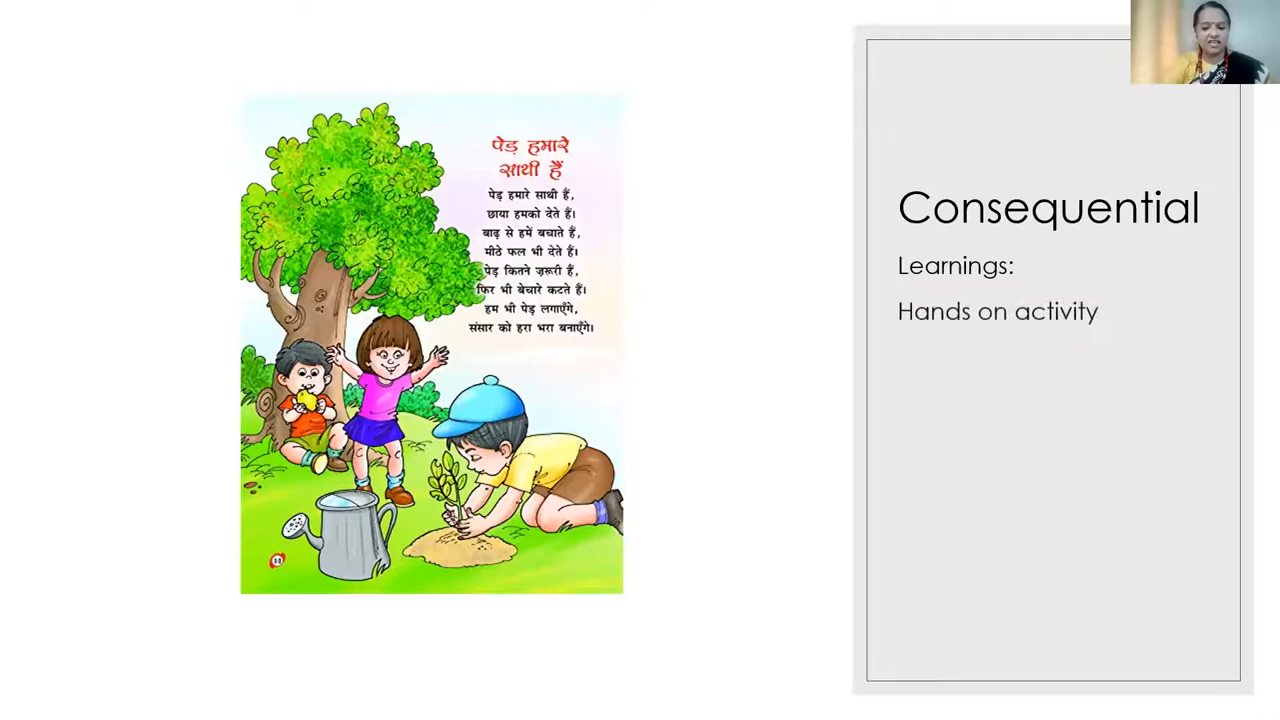 पेड़ हमारे
साथी हैं
पेड़ हमारे साथी हैं,
छाया हमको देते हैं।
बाढ़ से हमें बचाते हैं,
मीठे फल भी देते हैं।
पेड़ कितने ज़रूरी हैं,
फिर भी बेचारे कटते हैं।
हम भी पेड़ लगाएँगे,
संसार को हरा भरा बनाएँगे।
Consequential
Learnings:
Hands on activity